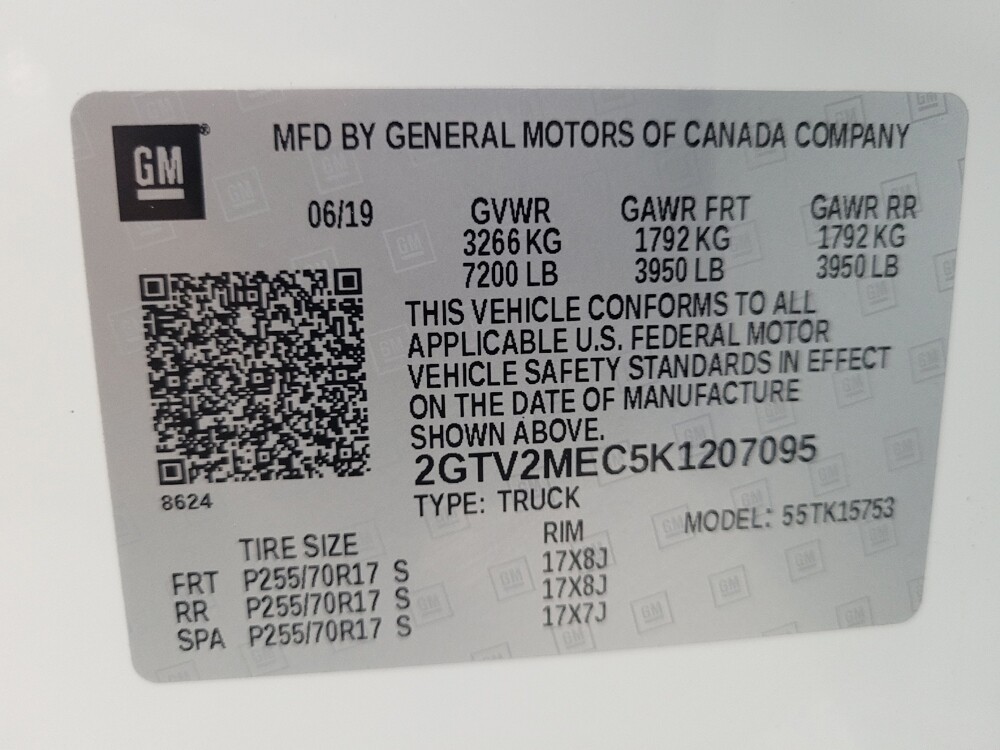 GM
MFD BY GENERAL MOTORS OF CANADA COMPANY
06/19 GVWR GAWR FRT GAWR RR
3266 KG 1792 KG 1792 KG
7200 LB 3950 LB 3950 LB
THIS VEHICLE CONFORMS TO ALL
APPLICABLE U.S. FEDERAL MOTOR
VEHICLE SAFETY STANDARDS IN EFFECT
ON THE DATE OF MANUFACTURE
SHOWN ABOVE.
2GTV2MEC5K1207095
8624
TYPE: TRUCK
MODEL: 55TK15753
TIRE SIZE RIM
FRT P255/70R17 S 17X8J
RR P255/70R17 S 17X8J
SPA P255/70R17 S 17X7J